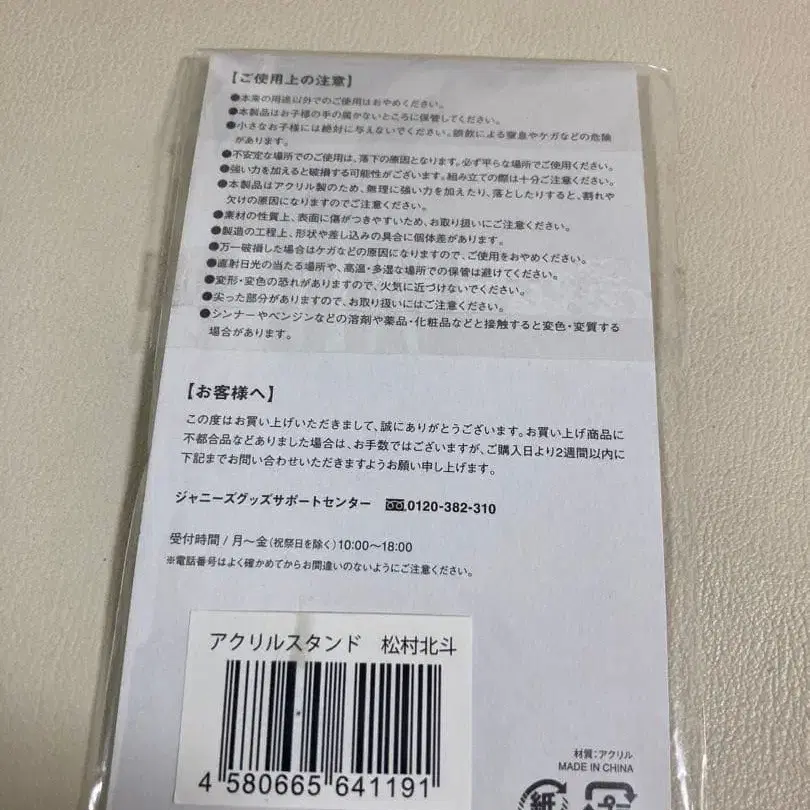 【ご使用上の注意】
●本来の用途以外でのご使用はおやめください。
●本製品はお子様の手の届かないところに保管してください。
●小さなお子様には絶対に与えないでください。誤飲による窒息やケガなどの危険
があります。
●不安定な場所でのご使用は、落下の原因となります。必ず平らな場所でご使用ください。
●強い力を加えると破損する可能性がございます。組み立ての際は十分ご注意ください。
●本製品はアクリル製のため、無理に強い力を加えたり、落としたりすると、割れや
欠けの原因になりますのでご注意ください。
●素材の性質上、表面に傷がつきやすいため、お取り扱いにご注意ください。
●製造の工程上、形状や差し込みの具合に個体差があります。
●万一破損した場合はケガなどの原因になりますので、ご使用をおやめください。
●直射日光の当たる場所や、高温・多湿な場所での保管は避けてください。
●変形・変色の恐れがありますので、火気に近づけないでください。
●尖った部分がありますので、お取り扱いにはご注意ください。
●シンナーやベンジンなどの溶剤や薬品・化粧品などと接触すると変色・変質する
場合があります。
【お客様へ】
この度はお買い上げいただきまして、誠にありがとうございます。お買い上げ商品に
不都合品などありました場合は、お手数ではございますが、ご購入日より2週間以内に
下記までお問い合わせいただきますようお願い申し上げます。
ジャニーズグッズサポートセンター 0120-382-310
受付時間/月~金(祝祭日を除く)10:00~18:00
※電話番号はよく確かめてからお間違いのないようにご注意ください。
アクリルスタンド 松村北斗
4 580665 641191
材質:アクリル
MADE IN CHINA
紙 プ